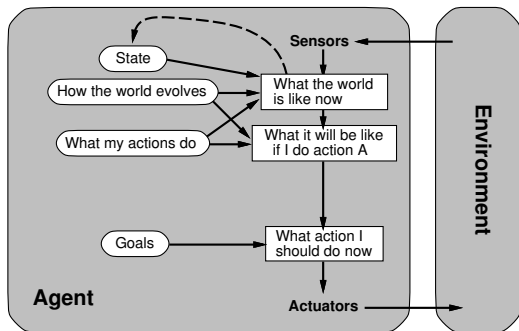 Sensors
State
What the world
is like now
How the world evolves
What it will be like
if I do action A
What my actions do
What action I
should do now
Goals
Agent
Actuators
Environment